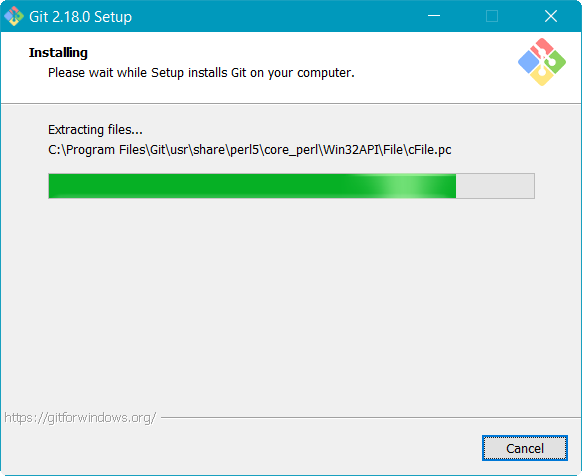 Git 2.18.0 Setup
Installing
Please wait while Setup installs Git on your computer.
Extracting files...
C:\Program Files\Git\usr\share\perl5\core_perl\Win32API\File\cFile.pc
https://gitforwindows.org/
Cancel